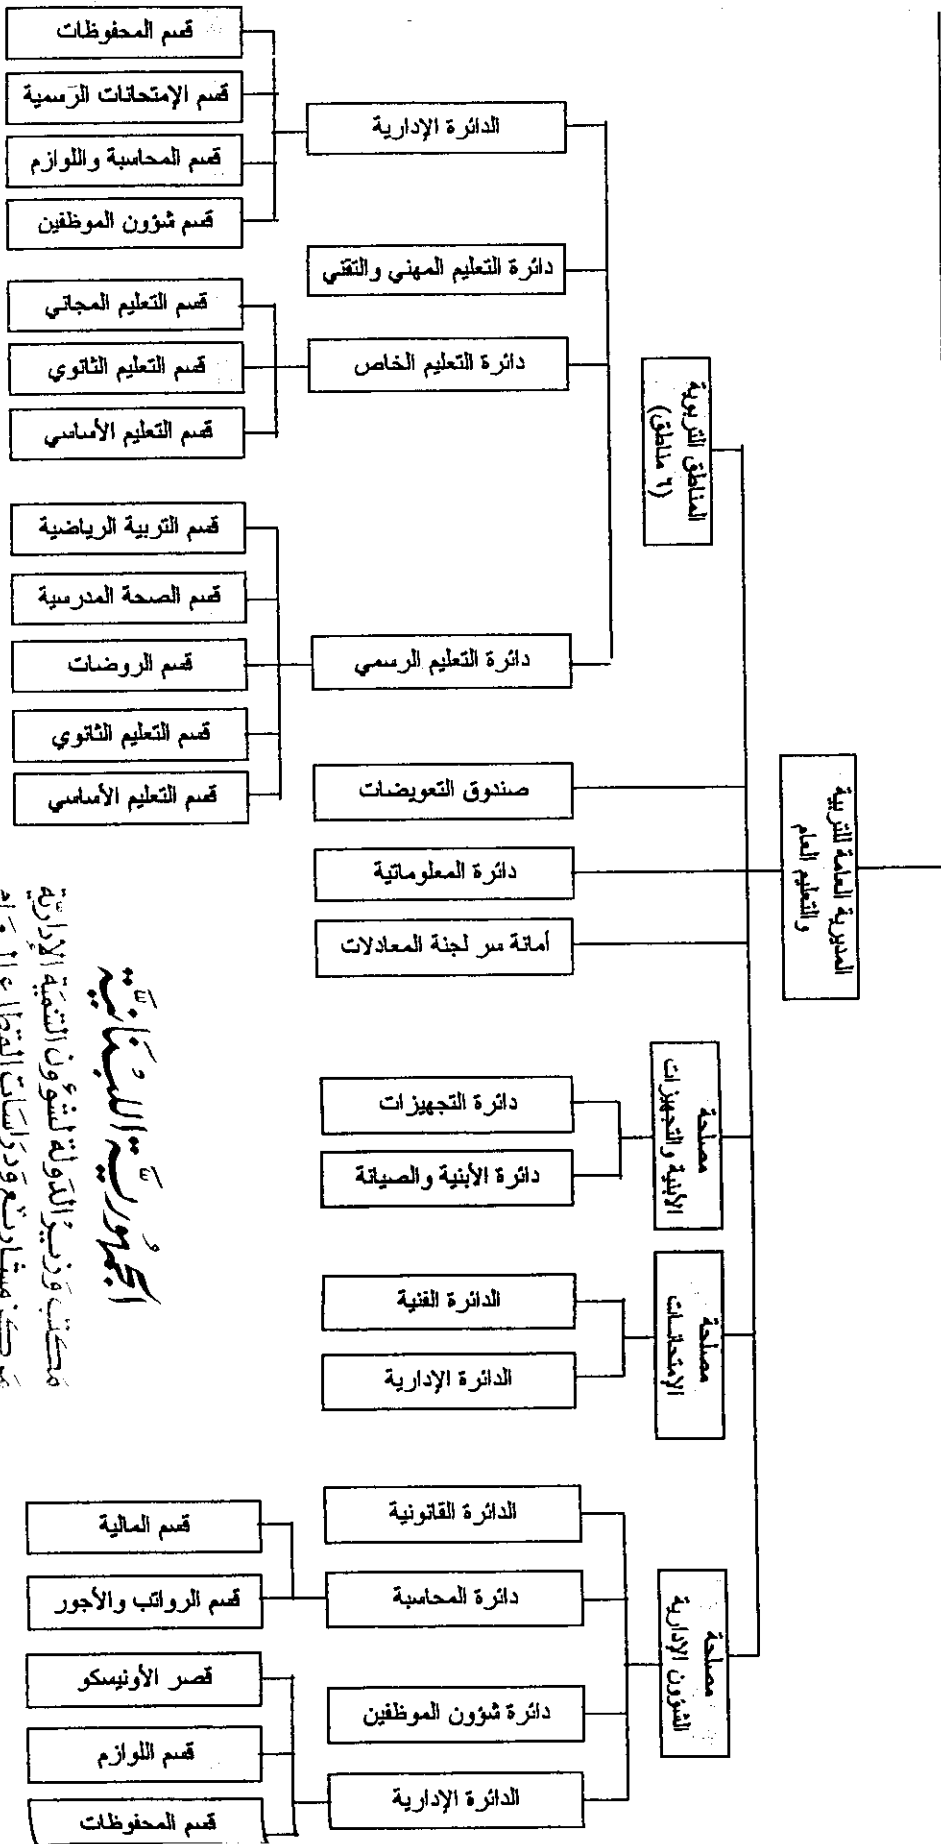 المديرية العامة للتربية
والتعليم العام
المناطق التربوية
(٦ مناطق)
الدائرة الإدارية
قسم المحفوظات
قسم الإمتحانات الرسمية
قسم المحاسبة واللوازم
قسم شؤون الموظفين
دائرة التعليم المهني والتقني
دائرة التعليم الخاص
قسم التعليم المجاني
قسم التعليم الثانوي
قسم التعليم الأساسي
دائرة التعليم الرسمي
قسم التربية الرياضية
قسم الصحة المدرسية
قسم الروضات
قسم التعليم الثانوي
قسم التعليم الأساسي
صندوق التعويضات
دائرة المعلوماتية
أمانة سر لجنة المعادلات
مصلحة
الأبنية والتجهيزات
دائرة التجهيزات
دائرة الأبنية والصيانة
مصلحة
الإمتحانات
الدائرة الفنية
الدائرة الإدارية
مصلحة
الشؤون الإدارية
الدائرة القانونية
دائرة المحاسبة
قسم المالية
قسم الرواتب والأجور
دائرة شؤون الموظفين
الدائرة الإدارية
قصر الأونيسكو
قسم اللوازم
قسم المحفوظات
الجمهورية اللبنانية
مكتب وزير الدولة لشؤون التنمية الإدارية
مركز مشاريع ودراسات القطاع العام